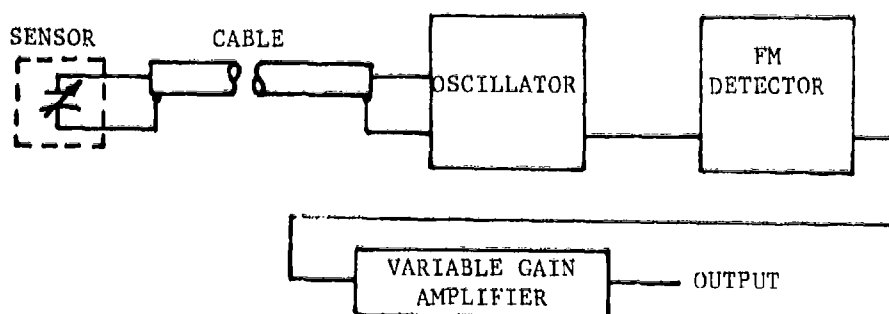 SENSOR
CABLE
OSCILLATOR
FM
DETECTOR
VARIABLE GAIN
AMPLIFIER
OUTPUT